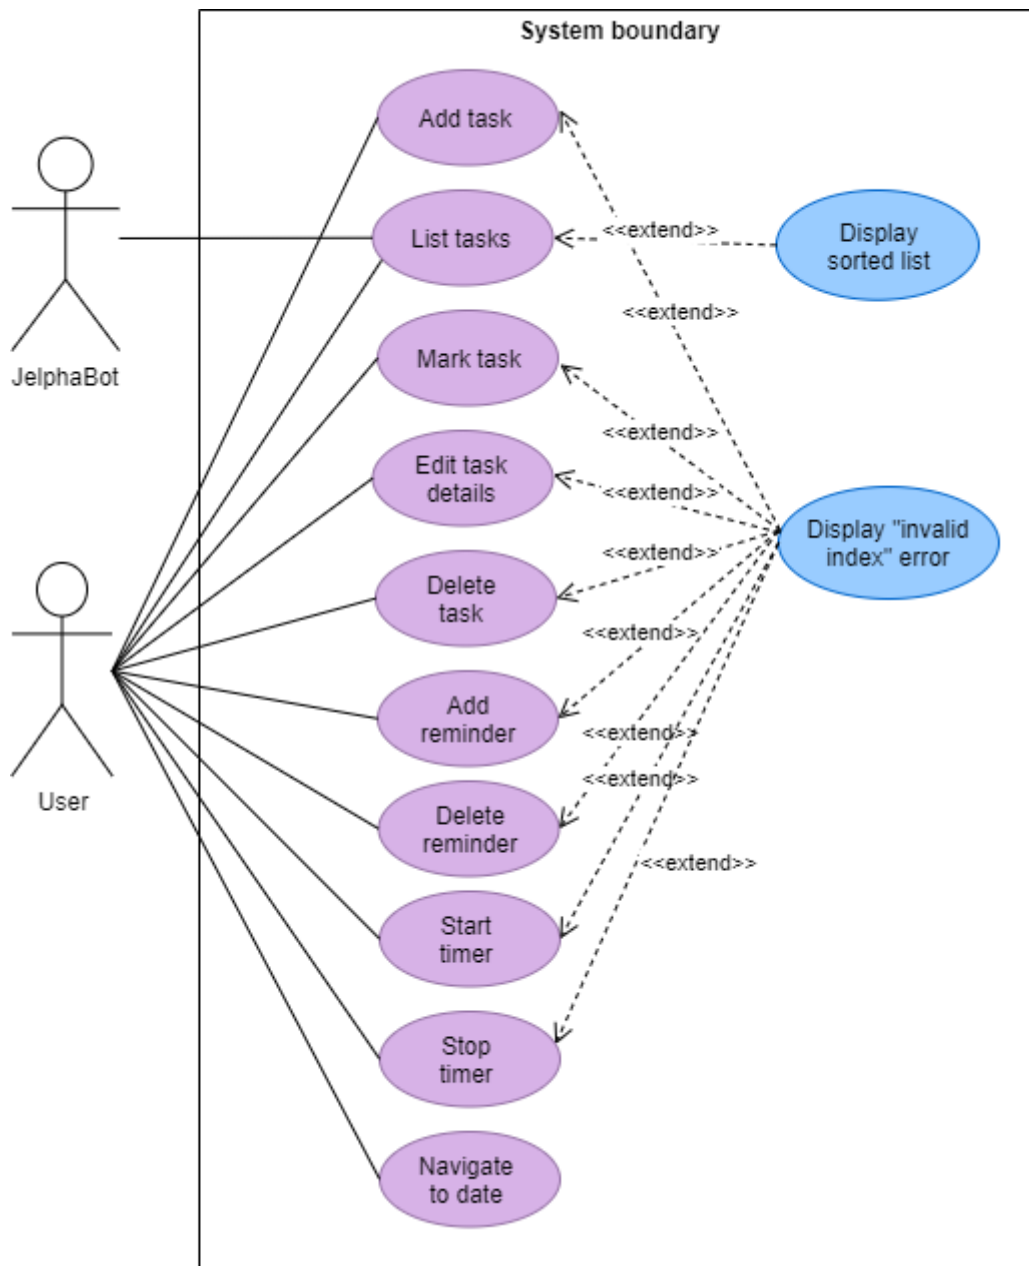 System boundary
Add task
List tasks
<<extend>>
Display
sorted list
<<extend>>
JelphaBot
Mark task
<<extend>>
Edit task
details
<<extend>>
Display "invalid
index" error
<<extend>>
Delete
task
<<extend>>
Add
reminder
<<extend>>
<<extend>>
User
Delete
reminder
<<extend>>
Start
timer
Stop
timer
Navigate
to date